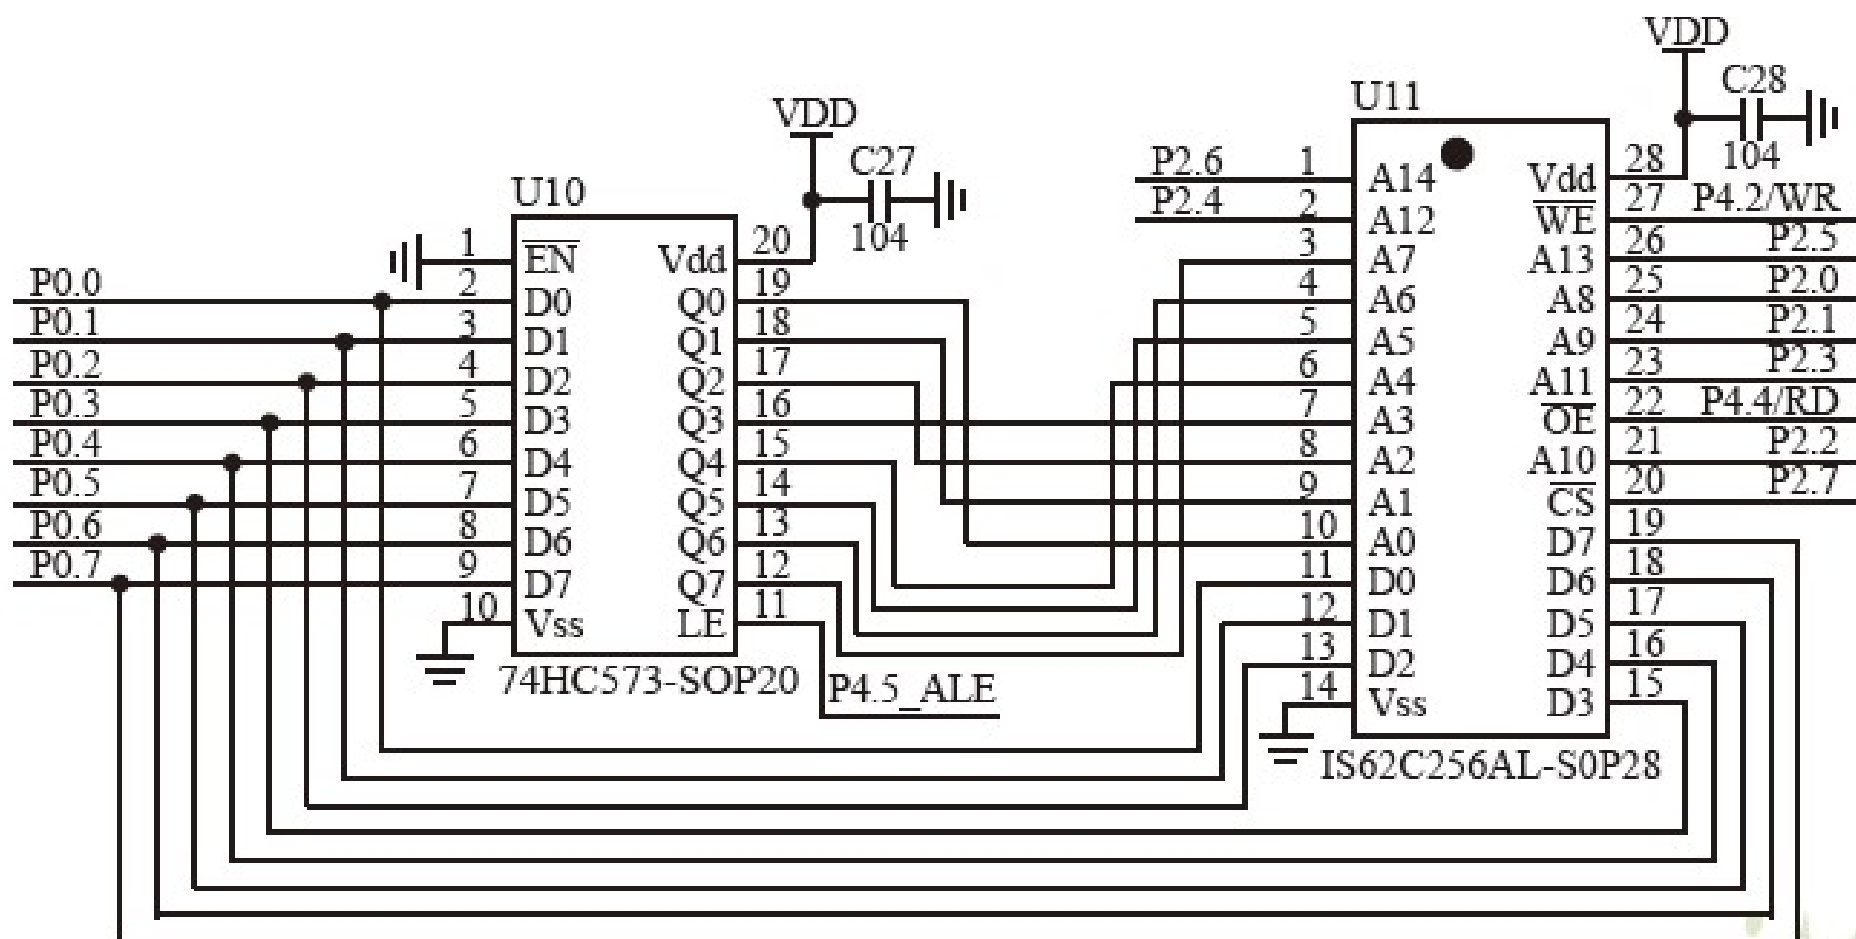 VDD
C28
104
U11
P2.6 1 A14 Vdd 28
P2.4 2 A12 WE 27 P4.2/WR
3 A7 A13 26 P2.5
4 A6 A8 25 P2.0
5 A5 A9 24 P2.1
6 A4 A11 23 P2.3
7 A3 OE 22 P4.4/RD
8 A2 A10 21 P2.2
9 A1 CS 20 P2.7
10 A0 D7 19
11 D0 D6 18
12 D1 D5 17
13 D2 D4 16
14 Vss D3 15
IS62C256AL-S0P28
VDD
C27
104
U10
1 EN Vdd 20
P0.0 2 D0 Q0 19
P0.1 3 D1 Q1 18
P0.2 4 D2 Q2 17
P0.3 5 D3 Q3 16
P0.4 6 D4 Q4 15
P0.5 7 D5 Q5 14
P0.6 8 D6 Q6 13
P0.7 9 D7 Q7 12
10 Vss LE 11
74HC573-SOP20
P4.5_ALE